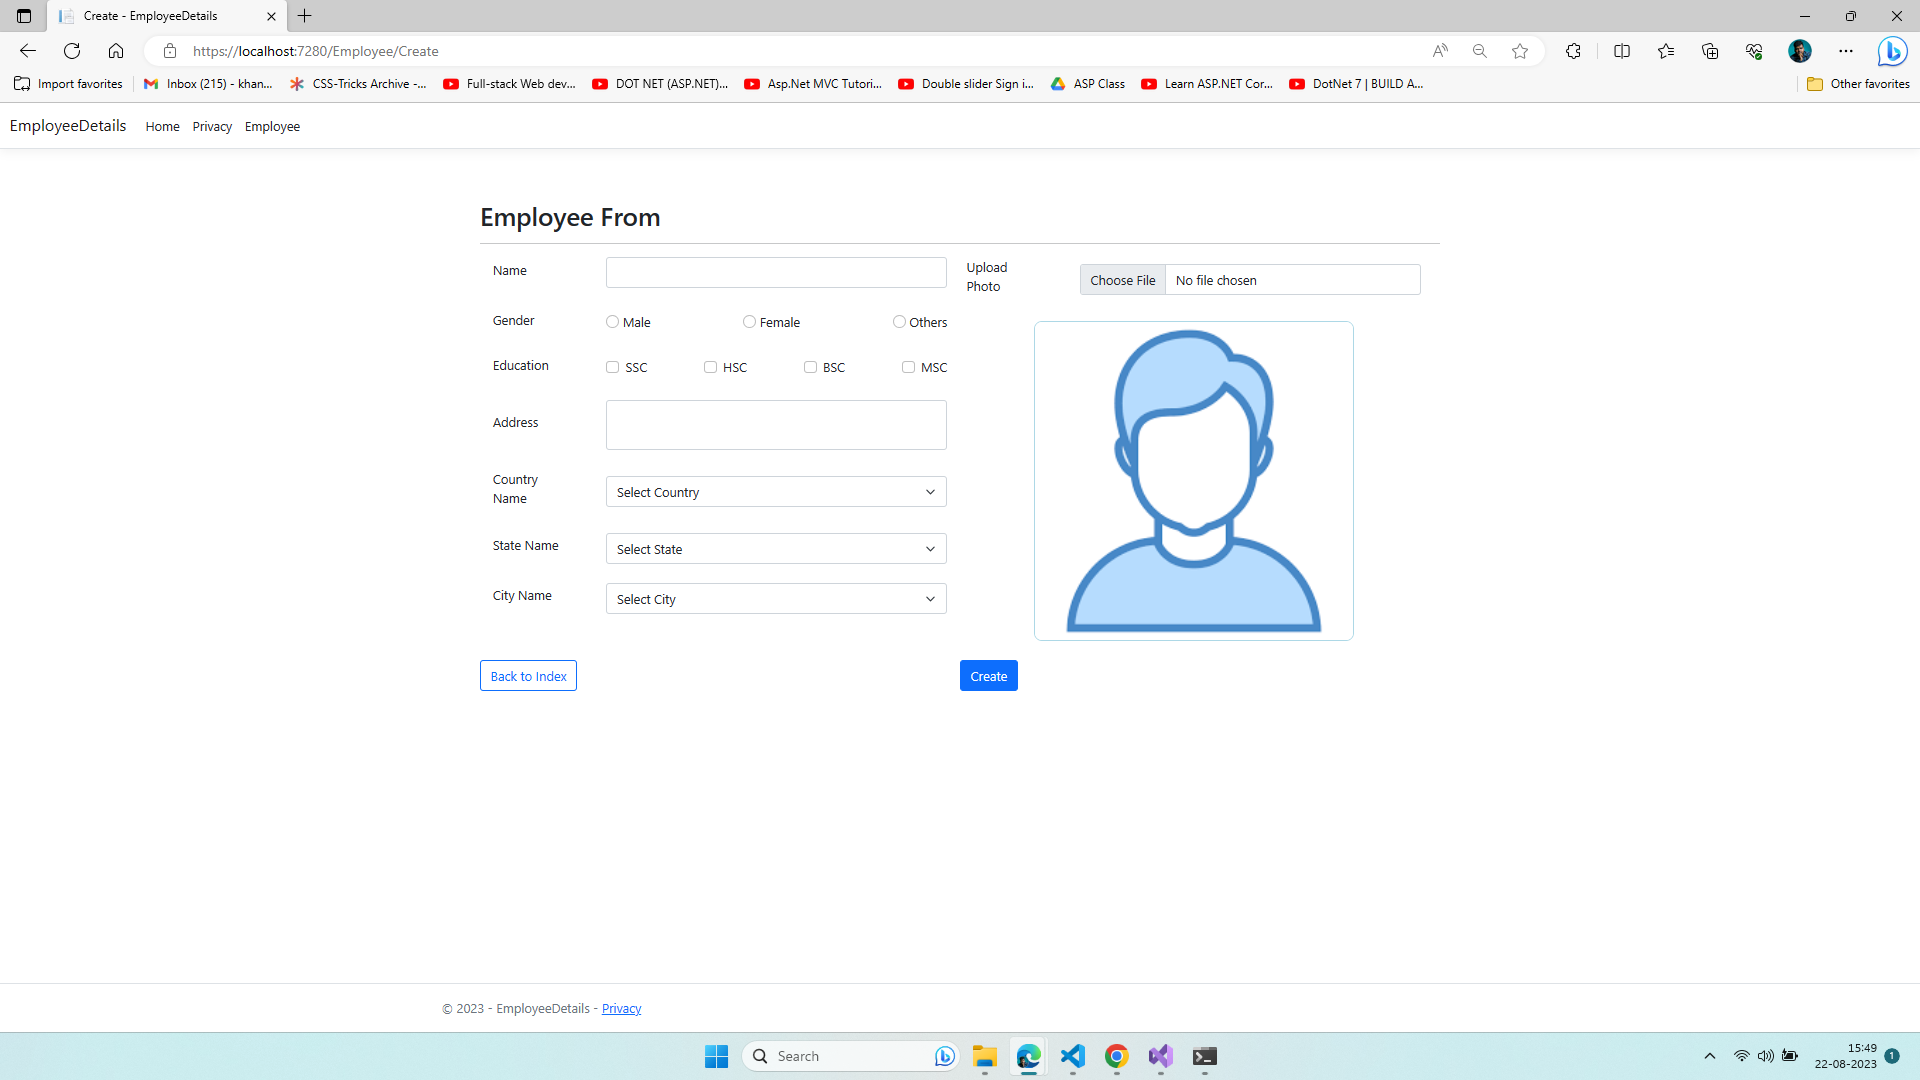 Create - EmployeeDetails
https://localhost:7280/Employee/Create
Import favorites
Inbox (215) - khan...
CSS-Tricks Archive -...
Full-stack Web dev...
DOT NET (ASP.NET)...
Asp.Net MVC Tutori...
Double slider Sign i...
ASP Class
Learn ASP.NET Cor...
DotNet 7 | BUILD A...
Other favorites
EmployeeDetails Home Privacy Employee
Employee From
Name
Upload
Photo
Choose File No file chosen
Gender Male Female Others
Education SSC HSC BSC MSC
Address
Country
Name
Select Country
State Name Select State
City Name Select City
Back to Index Create
© 2023 - EmployeeDetails - Privacy
Search
15:49
22-08-2023
1